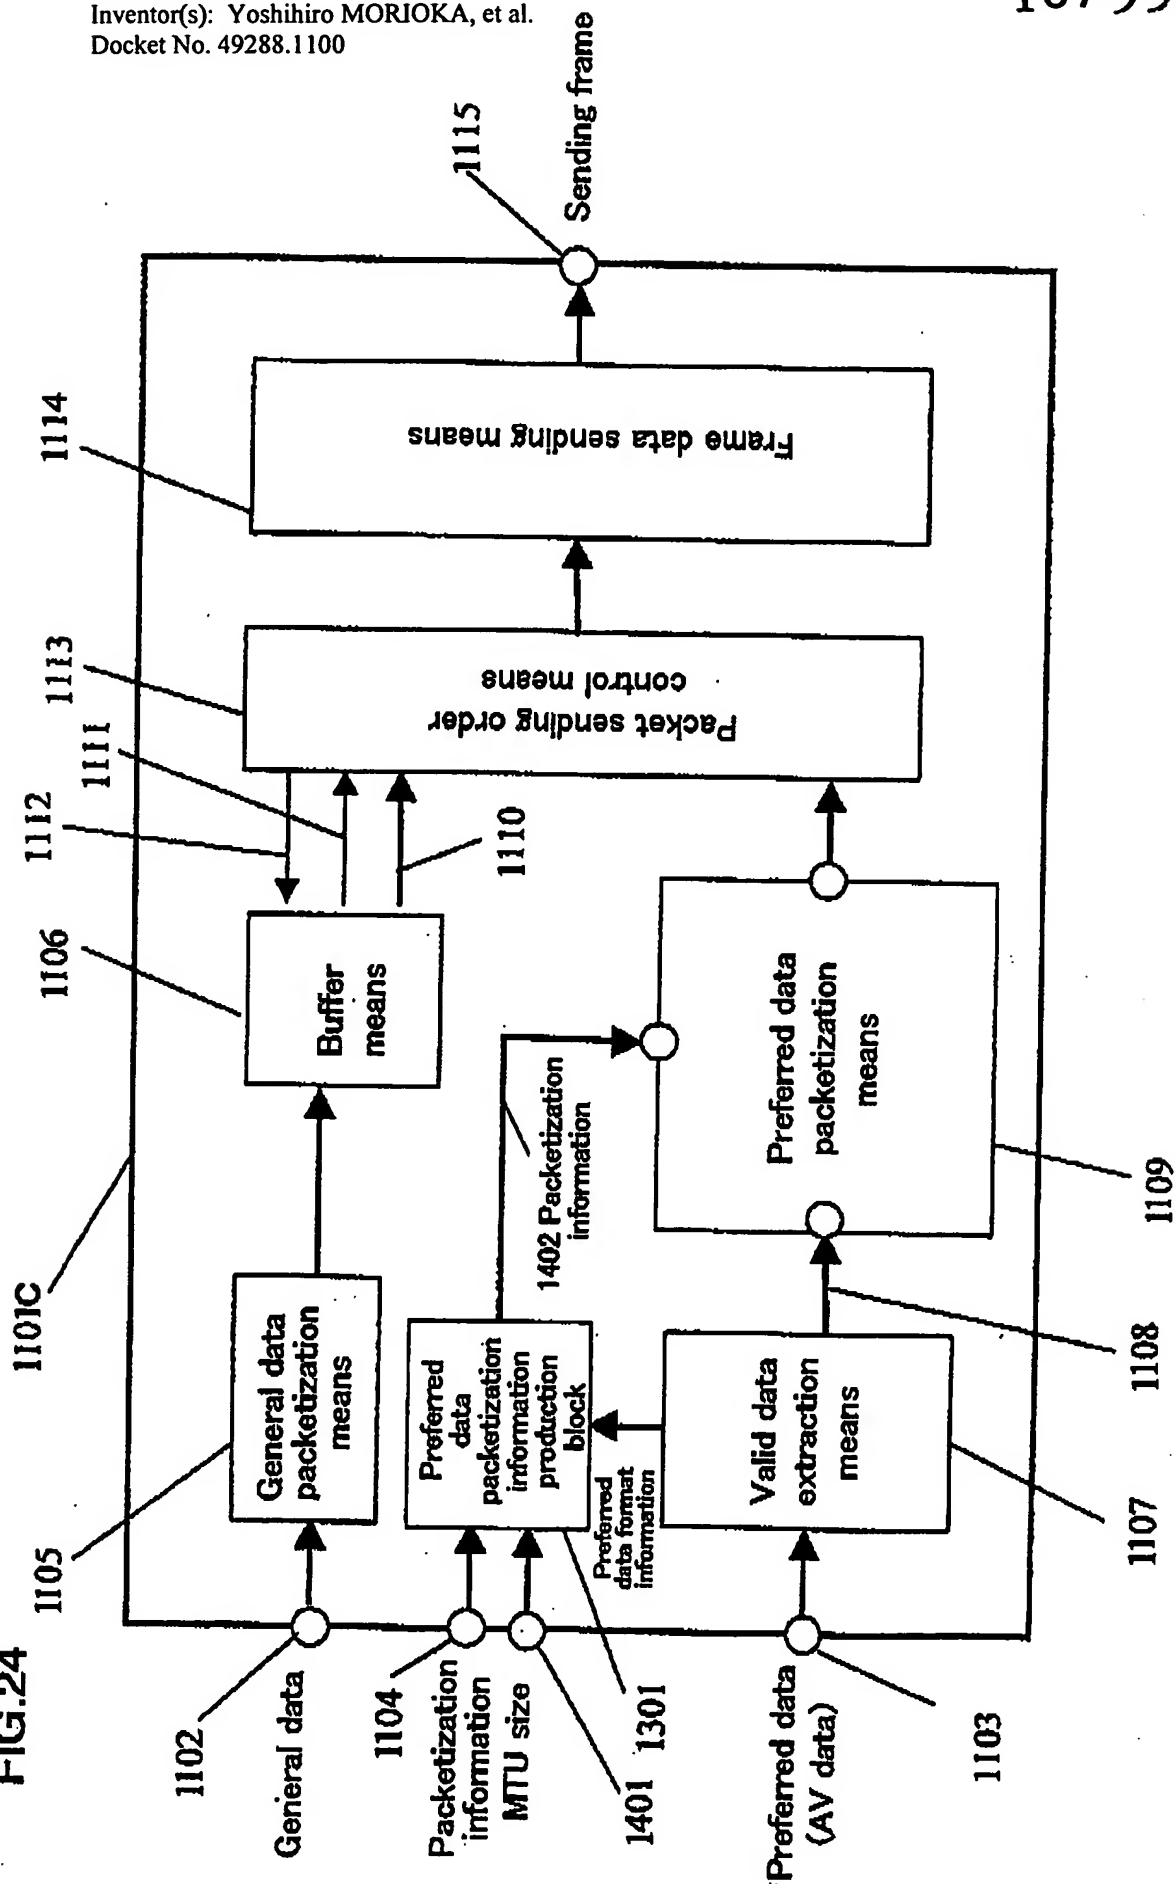 Inventor(s): Yoshihiro MORIOKA, et al.
Docket No. 49288.1100
FIG.24
1101C
1102
General data
1105
General data
packetization
means
1106
Buffer
means
1112
1111
1110
1113
Packet sending order
control means
1114
Frame data sending means
1115
Sending frame
1104
Packetization
information
MTU size
1401
1301
Preferred
data
packetization
information
production
block
1402 Packetization
information
Preferred
data format
information
Preferred data
(AV data)
1103
Valid data
extraction
means
1107
1108
Preferred data
packetization
means
1109